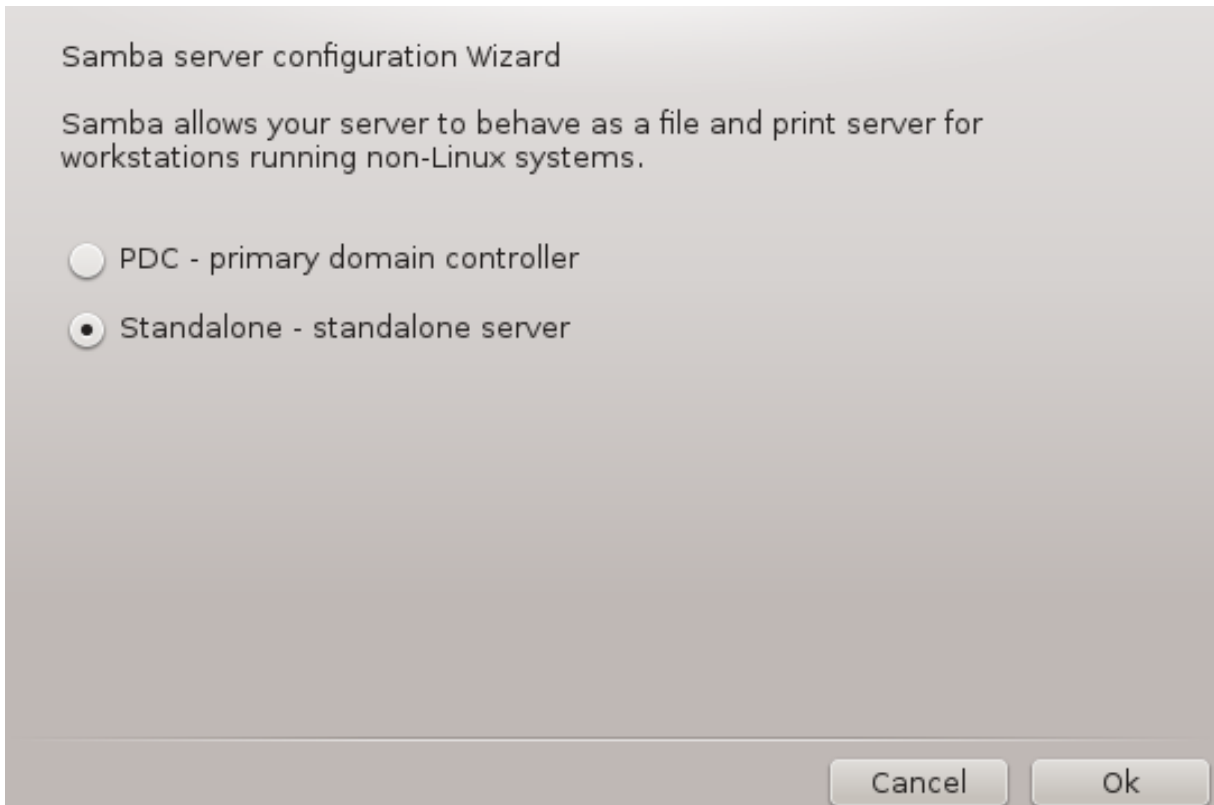 Samba server configuration Wizard
Samba allows your server to behave as a file and print server for
workstations running non-Linux systems.
PDC - primary domain controller
Standalone - standalone server
Cancel
Ok